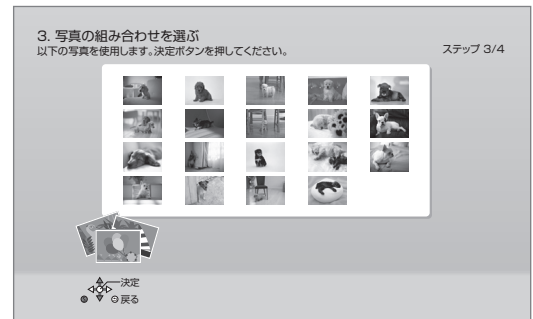 3. 写真の組み合わせを選ぶ
以下の写真を使用します。決定ボタンを押してください。
ステップ 3/4
決定
戻る